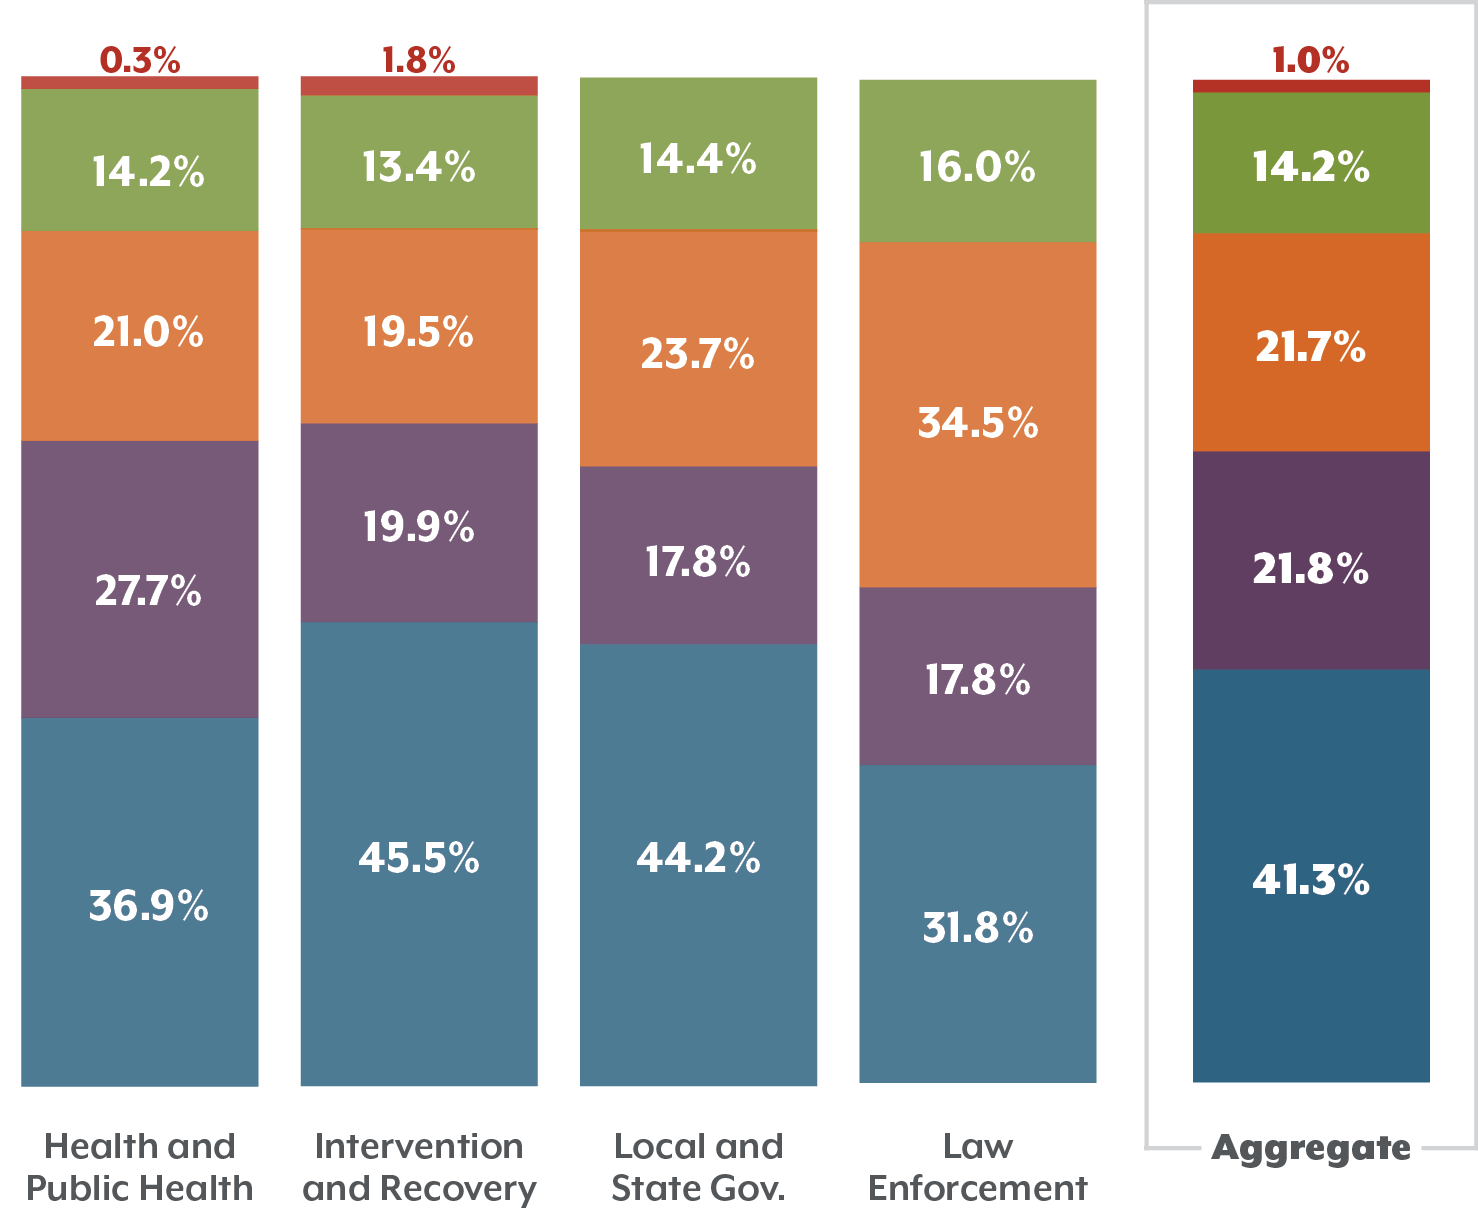 0.3%
14.2%
21.0%
27.7%
36.9%
Health and
Public Health
1.8%
13.4%
19.5%
19.9%
45.5%
Intervention
and Recovery
14.4%
23.7%
17.8%
44.2%
Local and
State Gov.
16.0%
34.5%
17.8%
31.8%
Law
Enforcement
1.0%
14.2%
21.7%
21.8%
41.3%
Aggregate